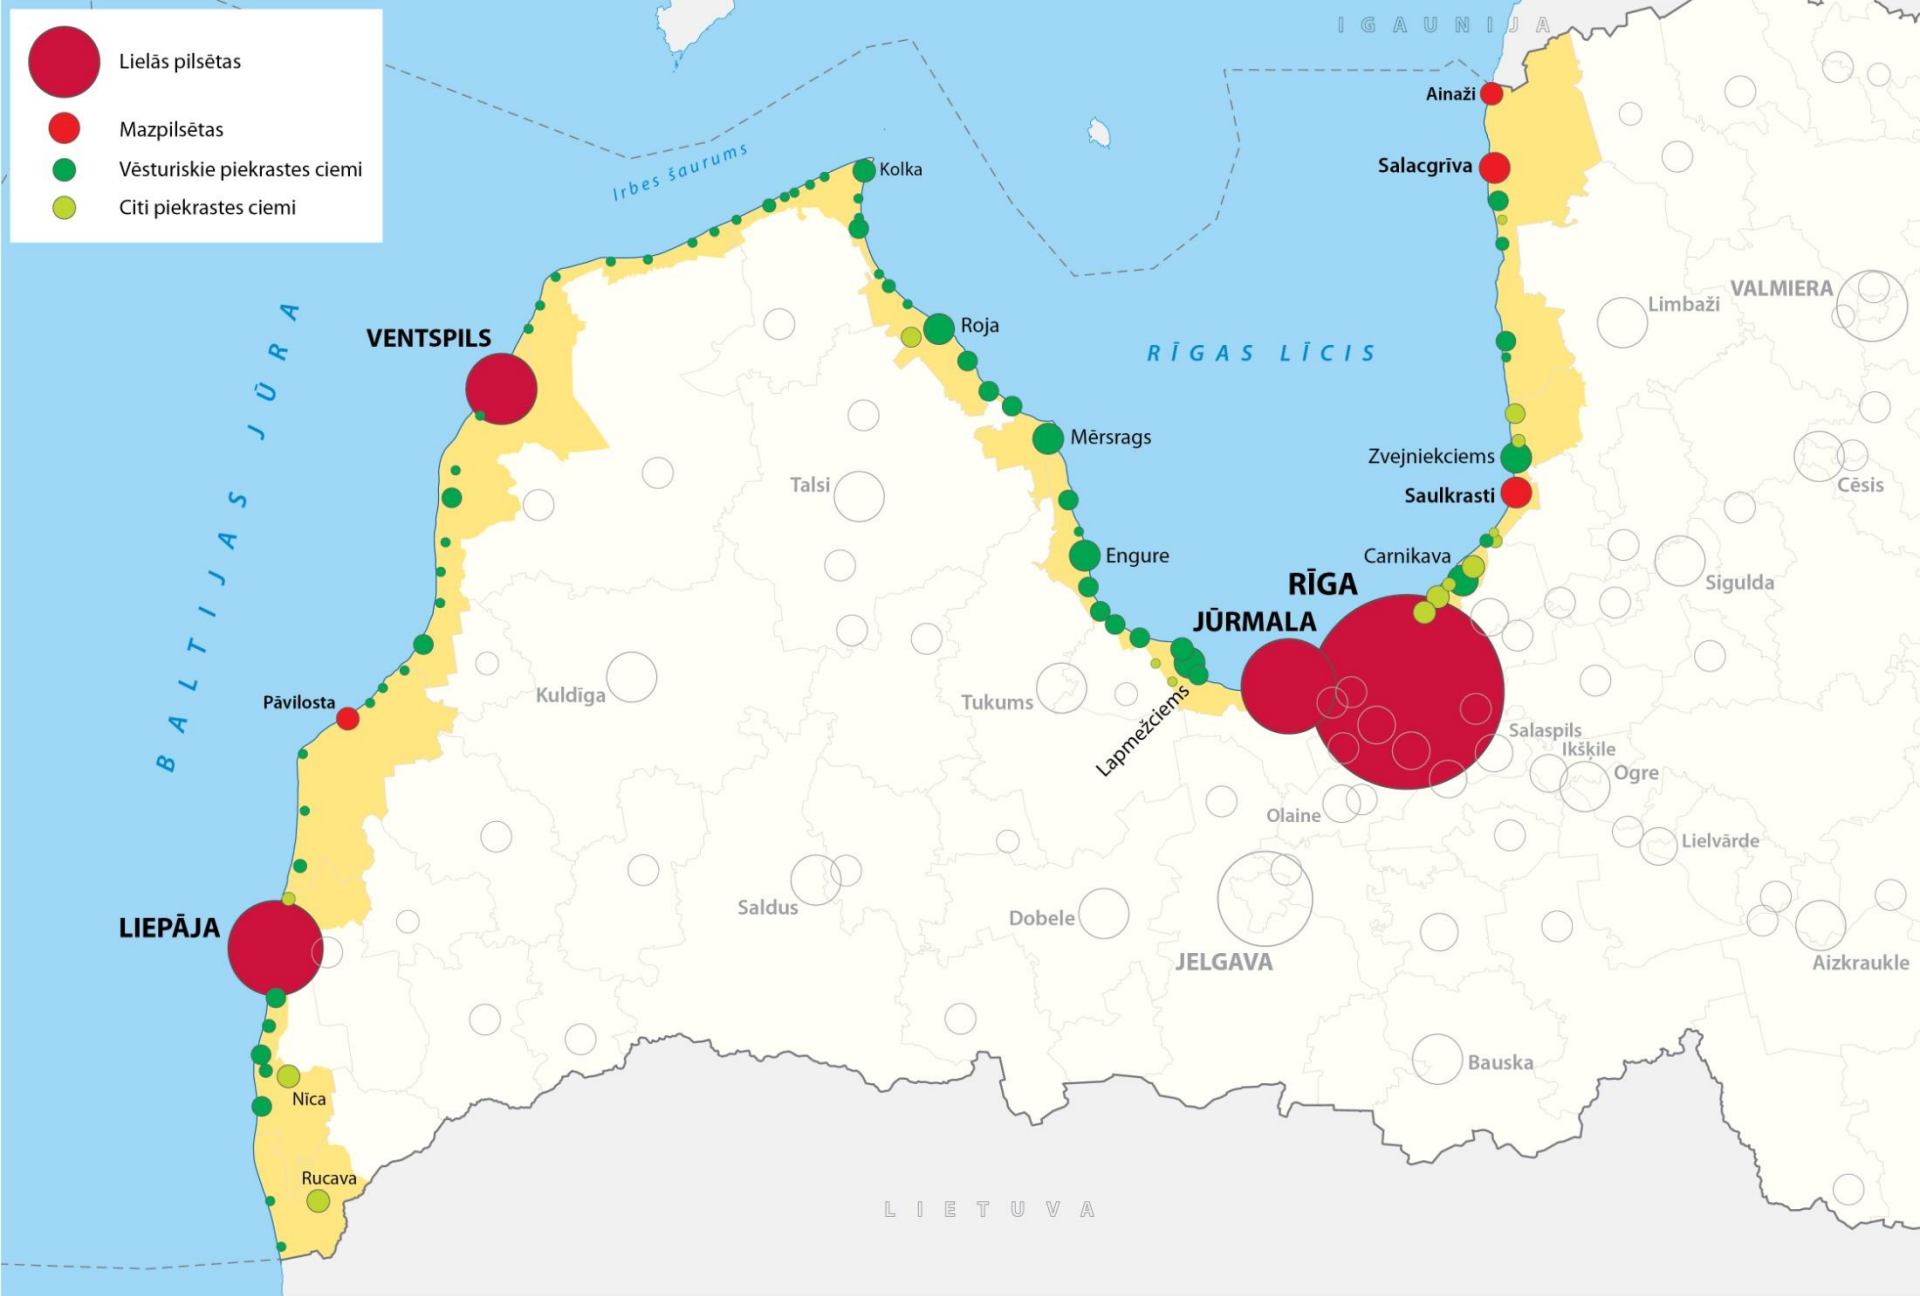 Lielās pilsētas
Mazpilsētas
Vēsturiskie piekrastes ciemi
Citi piekrastes ciemi
IGAUNIJA
Ainaži
Irbes šaurums
Kolka
Salacgrīva
VALMIERA
Limbaži
BALTIJAS JŪRA
VENTSPILS
Roja
RĪGAS LĪCIS
Mērsrags
Zvejniekciems
Talsi
Cēsis
Saulkrasti
Engure
Carnikava
RĪGA
Sigulda
JŪRMALA
Pāvilosta
Kuldīga
Tukums
Lapmežciems
Salaspils
Ikšķile
Ogre
Olaine
Lielvārde
Saldus
Dobele
LIEPĀJA
JELGAVA
Aizkraukle
Bauska
Nīca
Rucava
LIETUVA